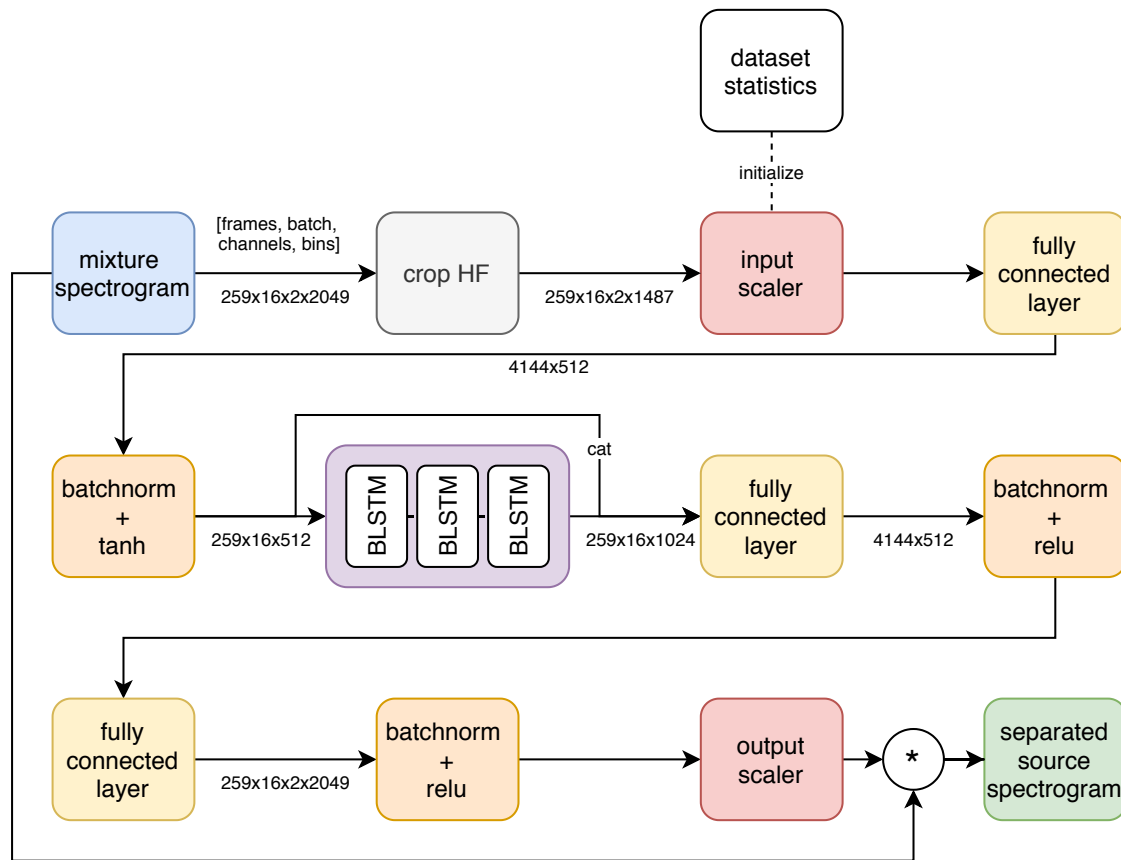 dataset
statistics
initialize
[frames, batch,
channels, bins]
mixture
spectrogram
259x16x2x2049
crop HF
259x16x2x1487
input
scaler
fully
connected
layer
4144x512
batchnorm
+
tanh
259x16x512
BLSTM
BLSTM
BLSTM
cat
259x16x1024
fully
connected
layer
4144x512
batchnorm
+
relu
fully
connected
layer
259x16x2x2049
batchnorm
+
relu
output
scaler
*
separated
source
spectrogram